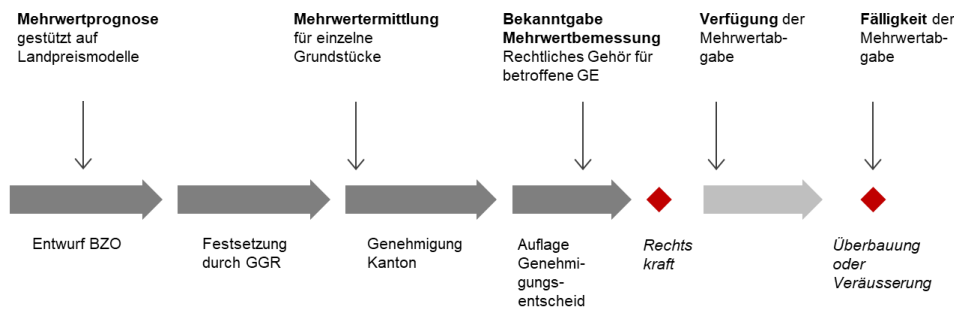 Mehrwertprognose
gestützt auf
Landpreismodelle
Mehrwertermittlung
für einzelne
Grundstücke
Bekanntgabe
Mehrwertbemessung
Rechtliches Gehör für
betroffene GE
Verfügung der
Mehrwertab-
gabe
Fälligkeit der
Mehrwertab-
gabe
Entwurf BZO
Festsetzung
durch GGR
Genehmigung
Kanton
Auflage
Genehmi-
gungs-
entscheid
Rechts
kraft
Überbauung
oder
Veräusserung